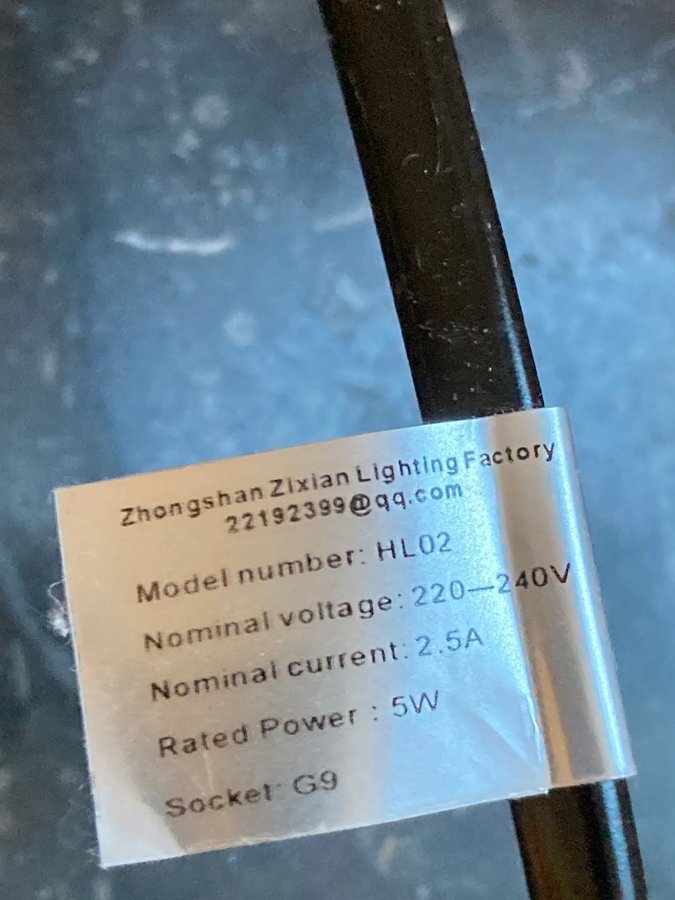 Zhongshan Zixian Lighting Factory
22192399@qq.com
Model number: HL02
Nominal voltage: 220—240V
Nominal current: 2.5A
Rated Power : 5W
Socket: G9